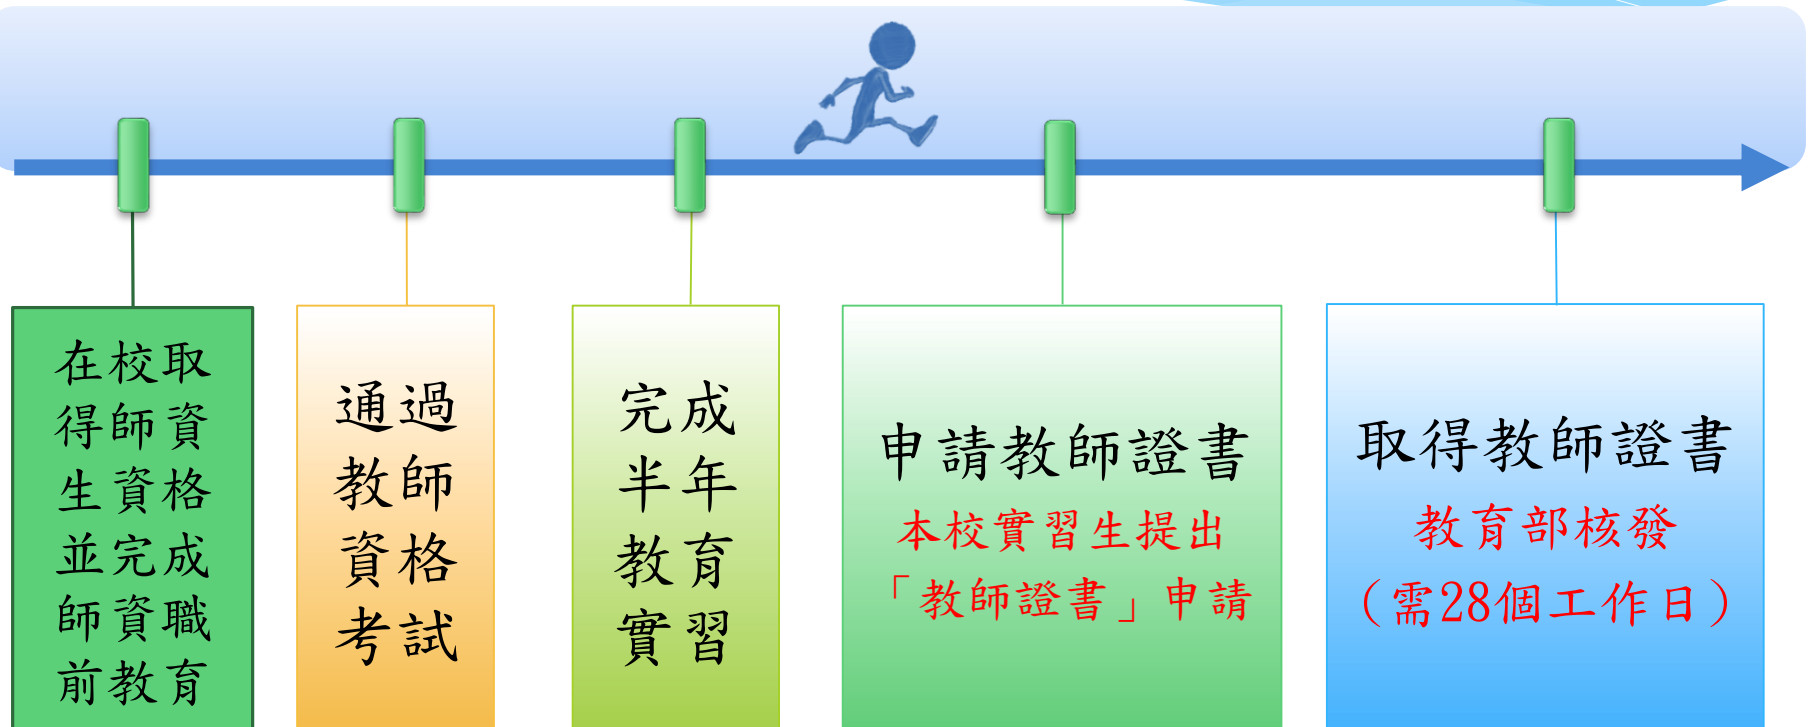 在校取
得師資
生資格
並完成
師資職
前教育
通過
教師
資格
考試
完成
半年
教育
實習
申請教師證書
本校實習生提出
「教師證書」申請
取得教師證書
教育部核發
（需28個工作日）